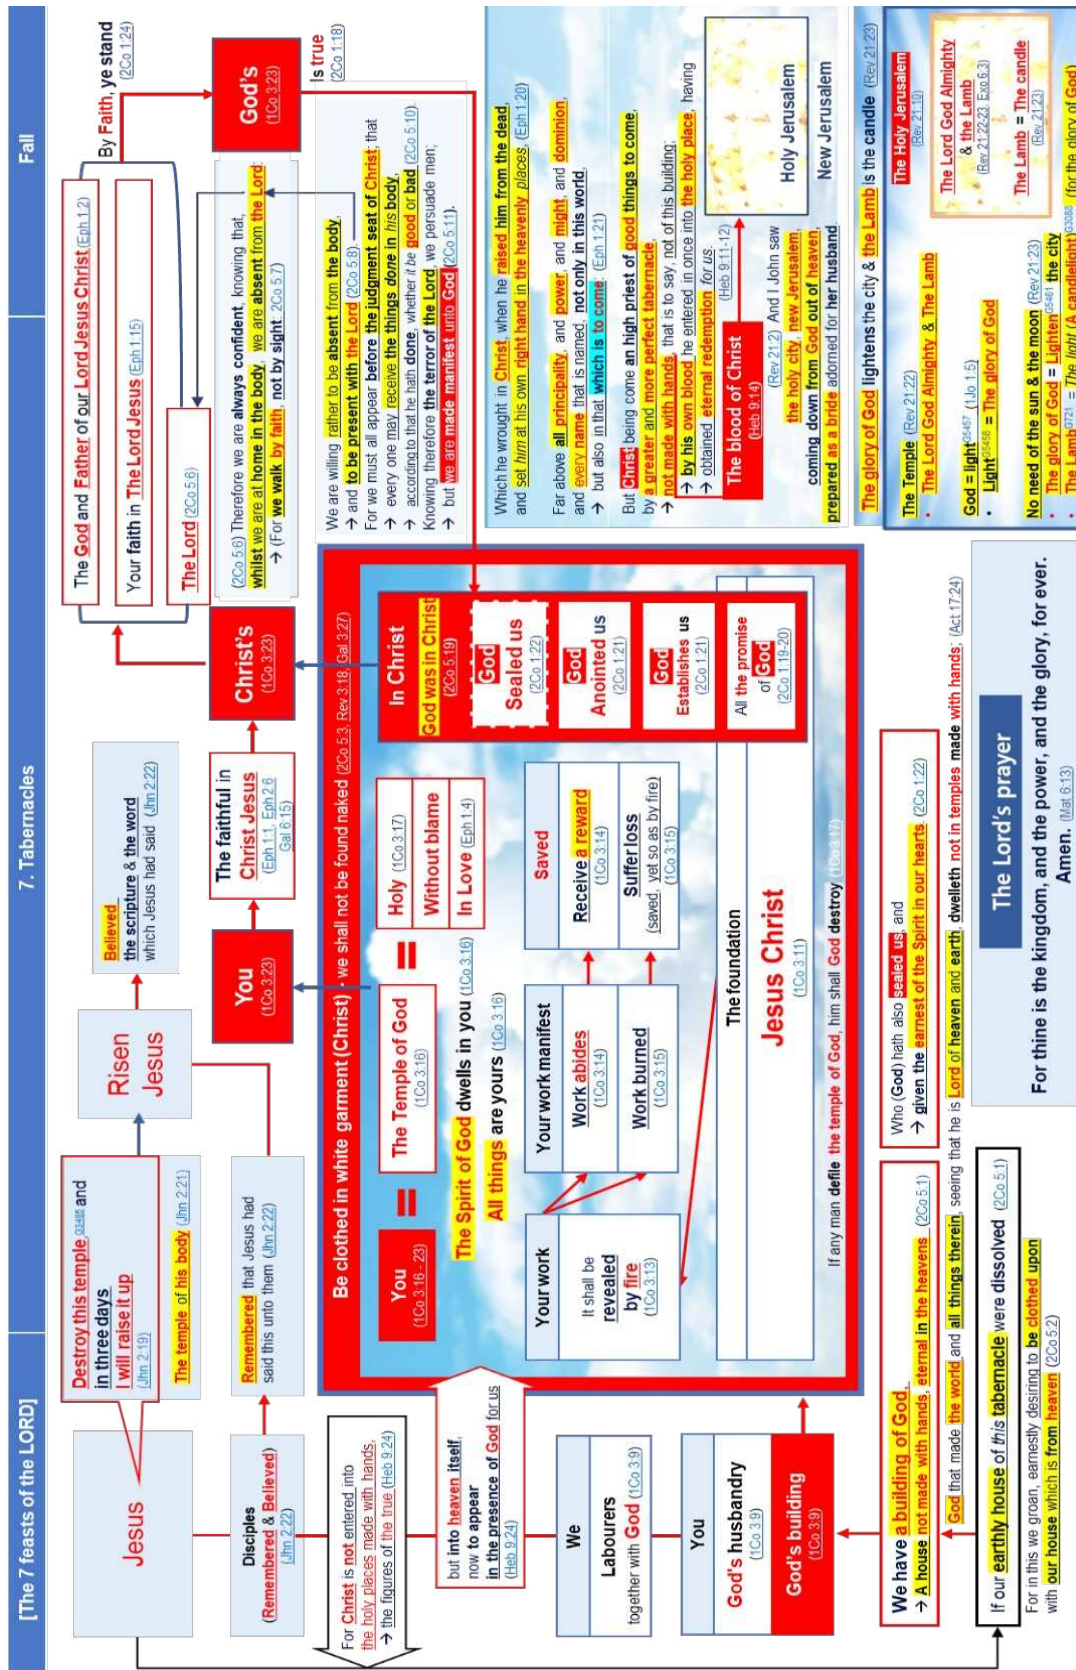 [The 7 feasts of the LORD]
7. Tabernacles
Fall
Jesus
Destroy this temple,G3485 and
in three days
I will raise it up
(Jhn 2:19)
The temple of his body (Jhn 2:21)
Risen
Jesus
Disciples
(Remembered & Believed)
(Jhn 2:22)
Remembered that Jesus had
said this unto them (Jhn 2:22)
Believed
the scripture & the word
which Jesus had said (Jhn 2:22)
You
(1Co 3:23)
The faithful in
Christ Jesus
(Eph 1:1, Eph 2:6
Gal 6:15)
Christ's
(1Co 3:23)
The God and Father of our Lord Jesus Christ (Eph 1:2)
Your faith in The Lord Jesus (Eph 1:15)
The Lord (2Co 5:6)
By Faith, ye stand
(2Co 1:24)
God's
(1Co 3:23)
Is true
(2Co 1:18)
(2Co 5:6) Therefore we are always confident, knowing that,
whilst we are at home in the body, we are absent from the Lord:
→ (For we walk by faith, not by sight: 2Co 5:7)
We are willing rather to be absent from the body,
→ and to be present with the Lord (2Co 5:8)
For we must all appear before the judgment seat of Christ; that
→ every one may receive the things done in his body,
→ according to that he hath done, whether it be good or bad (2Co 5:10).
Knowing therefore the terror of the Lord, we persuade men;
→ but we are made manifest unto God (2Co 5:11).
For Christ is not entered into
the holy places made with hands,
→ the figures of the true (Heb 9:24)
but into heaven itself,
now to appear
in the presence of God for us
(Heb 9:24)
We
Labourers
together with God (1Co 3:9)
You
God's husbandry
(1Co 3:9)
God's building
(1Co 3:9)
Be clothed in white garment (Christ) - we shall not be found naked (2Co 5:3, Rev 3:18, Gal 3:27)
You
(1Co 3:16 - 23)
=
The Temple of God
(1Co 3:16)
=
Holy (1Co 3:17)
Without blame
In Love (Eph 1:4)
The Spirit of God dwells in you (1Co 3:16)
All things are yours (1Co 3:16)
Your work
It shall be
revealed
by fire
(1Co 3:13)
Your work manifest
Work abides
(1Co 3:14)
Work burned
(1Co 3:15)
Saved
Receive a reward
(1Co 3:14)
Suffer loss
(saved, yet so as by fire)
(1Co 3:15)
The foundation
Jesus Christ
(1Co 3:11)
If any man defile the temple of God, him shall God destroy (1Co 3:17)
In Christ
God was in Christ
(2Co 5:19)
God
Sealed us
(2Co 1:22)
God
Anointed us
(2Co 1:21)
God
Establishes us
(2Co 1:21)
All the promise
of God
(2Co 1:19-20)
Which he wrought in Christ, when he raised him from the dead,
and set him at his own right hand in the heavenly places, (Eph 1:20)
Far above all principality, and power, and might, and dominion,
and every name that is named, not only in this world,
→ but also in that which is to come: (Eph 1:21)
But Christ being come an high priest of good things to come,
by a greater and more perfect tabernacle,
→ not made with hands, that is to say, not of this building;
→ by his own blood he entered in once into the holy place, having
→ obtained eternal redemption for us.
(Heb 9:11-12)
The blood of Christ
(Heb 9:14)
Holy Jerusalem
New Jerusalem
(Rev 21:2) And I John saw
the holy city, new Jerusalem,
coming down from God out of heaven,
prepared as a bride adorned for her husband.
We have a building of God,
→ A house not made with hands, eternal in the heavens. (2Co 5:1)
Who (God) hath also sealed us, and
→ given the earnest of the Spirit in our hearts. (2Co 1:22)
God that made the world and all things therein, seeing that he is Lord of heaven and earth, dwelleth not in temples made with hands; (Act 17:24)
If our earthly house of this tabernacle were dissolved (2Co 5:1)
For in this we groan, earnestly desiring to be clothed upon
with our house which is from heaven (2Co 5:2)
The Lord's prayer
For thine is the kingdom, and the power, and the glory, for ever.
Amen. (Mat 6:13)
The glory of God lightens the city & the Lamb is the candle (Rev 21:23)
The Temple (Rev 21:22)
• The Lord God Almighty & The Lamb
God = lightG5457 (1Jo 1:5)
• LightG5458 = The glory of God
No need of the sun & the moon (Rev 21:23)
• The glory of God = LightenG5461 the city
• The LambG721 = The light (A candlelight)G3088 (for the glory of God)
The Holy Jerusalem
(Rev 21:10)
The Lord God Almighty
& the Lamb
(Rev 21:22-23, Exo 6:3)
The Lamb = The candle
(Rev 21:23)